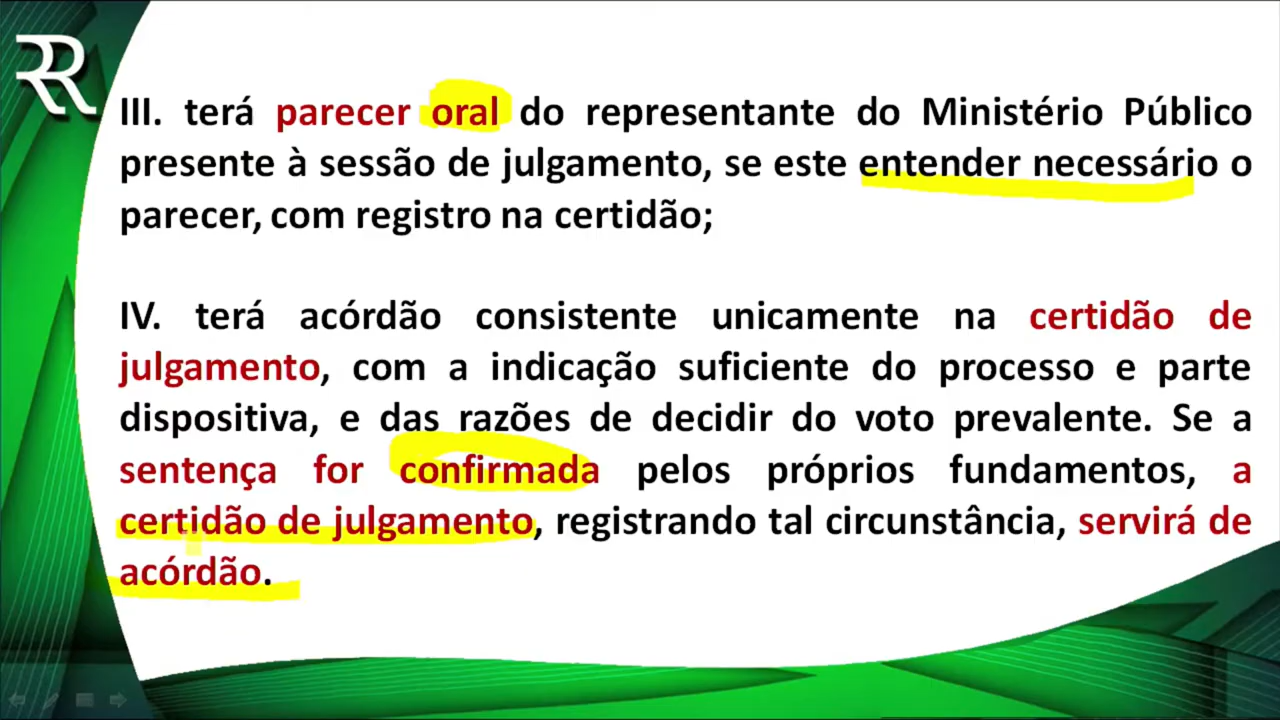 III. terá parecer oral do representante do Ministério Público
presente à sessão de julgamento, se este entender necessário o
parecer, com registro na certidão;
IV. terá acórdão consistente unicamente na certidão de
julgamento, com a indicação suficiente do processo e parte
dispositiva, e das razões de decidir do voto prevalente. Se a
sentença for confirmada pelos próprios fundamentos, a
certidão de julgamento, registrando tal circunstância, servirá de
acórdão.